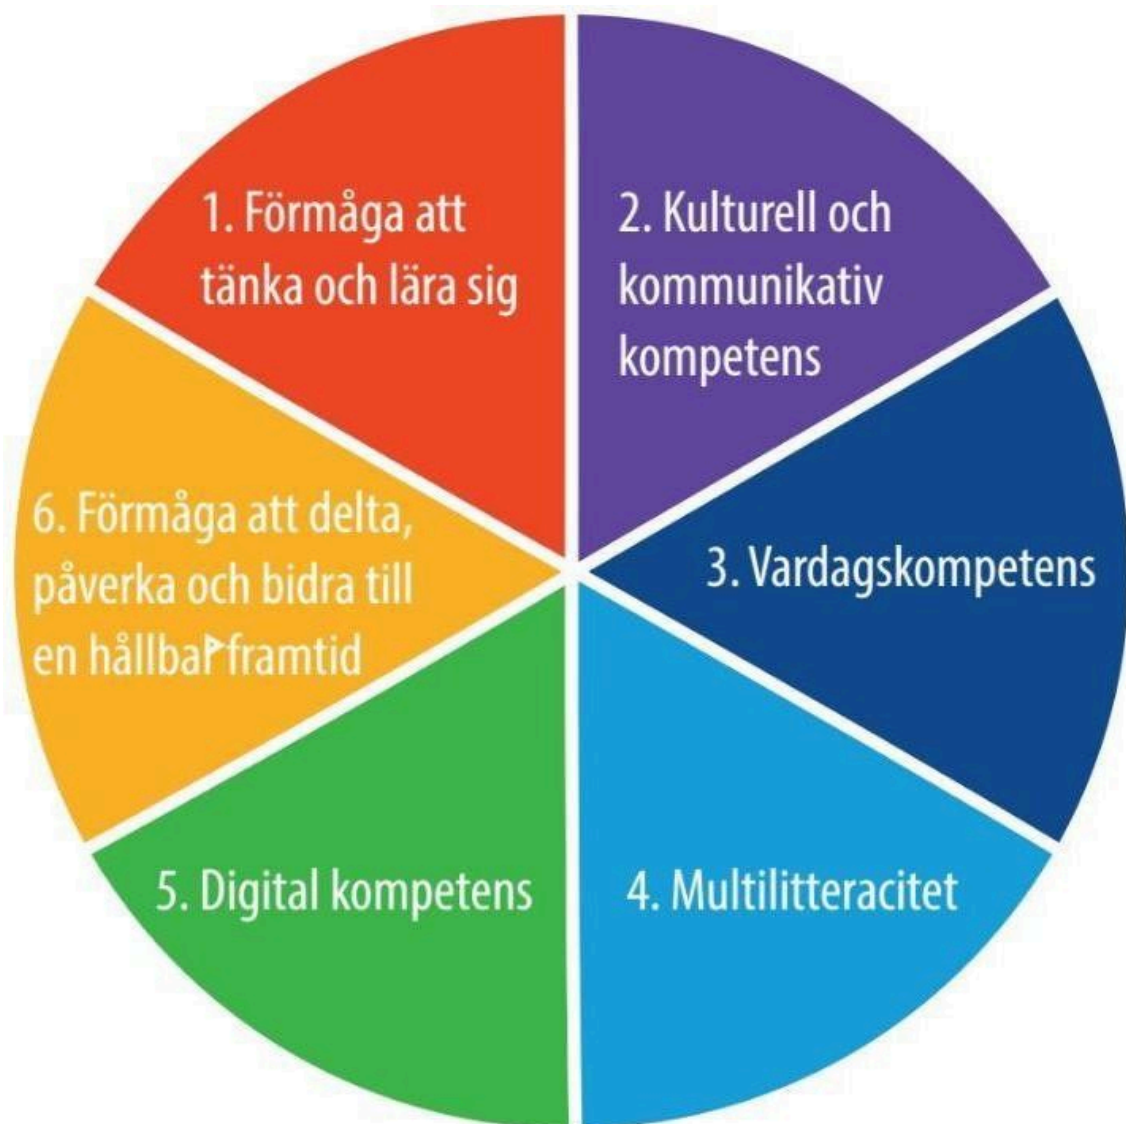 1. Förmåga att
tänka och lära sig
2. Kulturell och
kommunikativ
kompetens
3. Vardagskompetens
4. Multilitteracitet
5. Digital kompetens
6. Förmåga att delta,
påverka och bidra till
en hållbar framtid